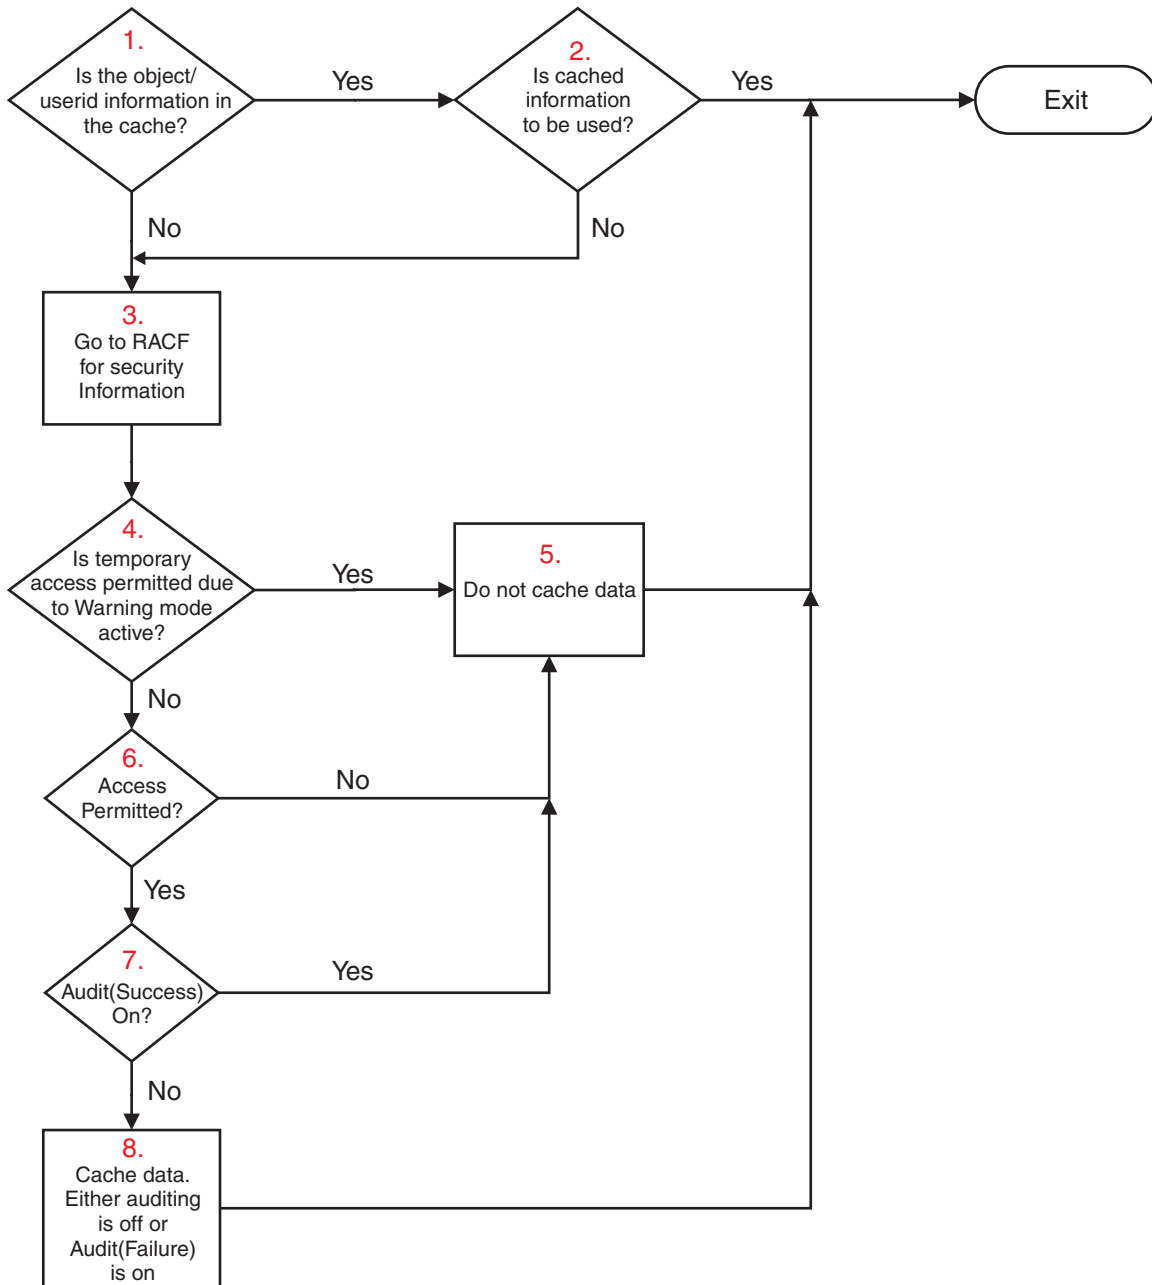 1.
Is the object/
userid information in
the cache?
Yes
2.
Is cached
information
to be used?
Yes
Exit
No
No
3.
Go to RACF
for security
Information
4.
Is temporary
access permitted due
to Warning mode
active?
Yes
5.
Do not cache data
No
6.
Access
Permitted?
No
Yes
7.
Audit(Success)
On?
Yes
No
8.
Cache data.
Either auditing
is off or
Audit(Failure)
is on